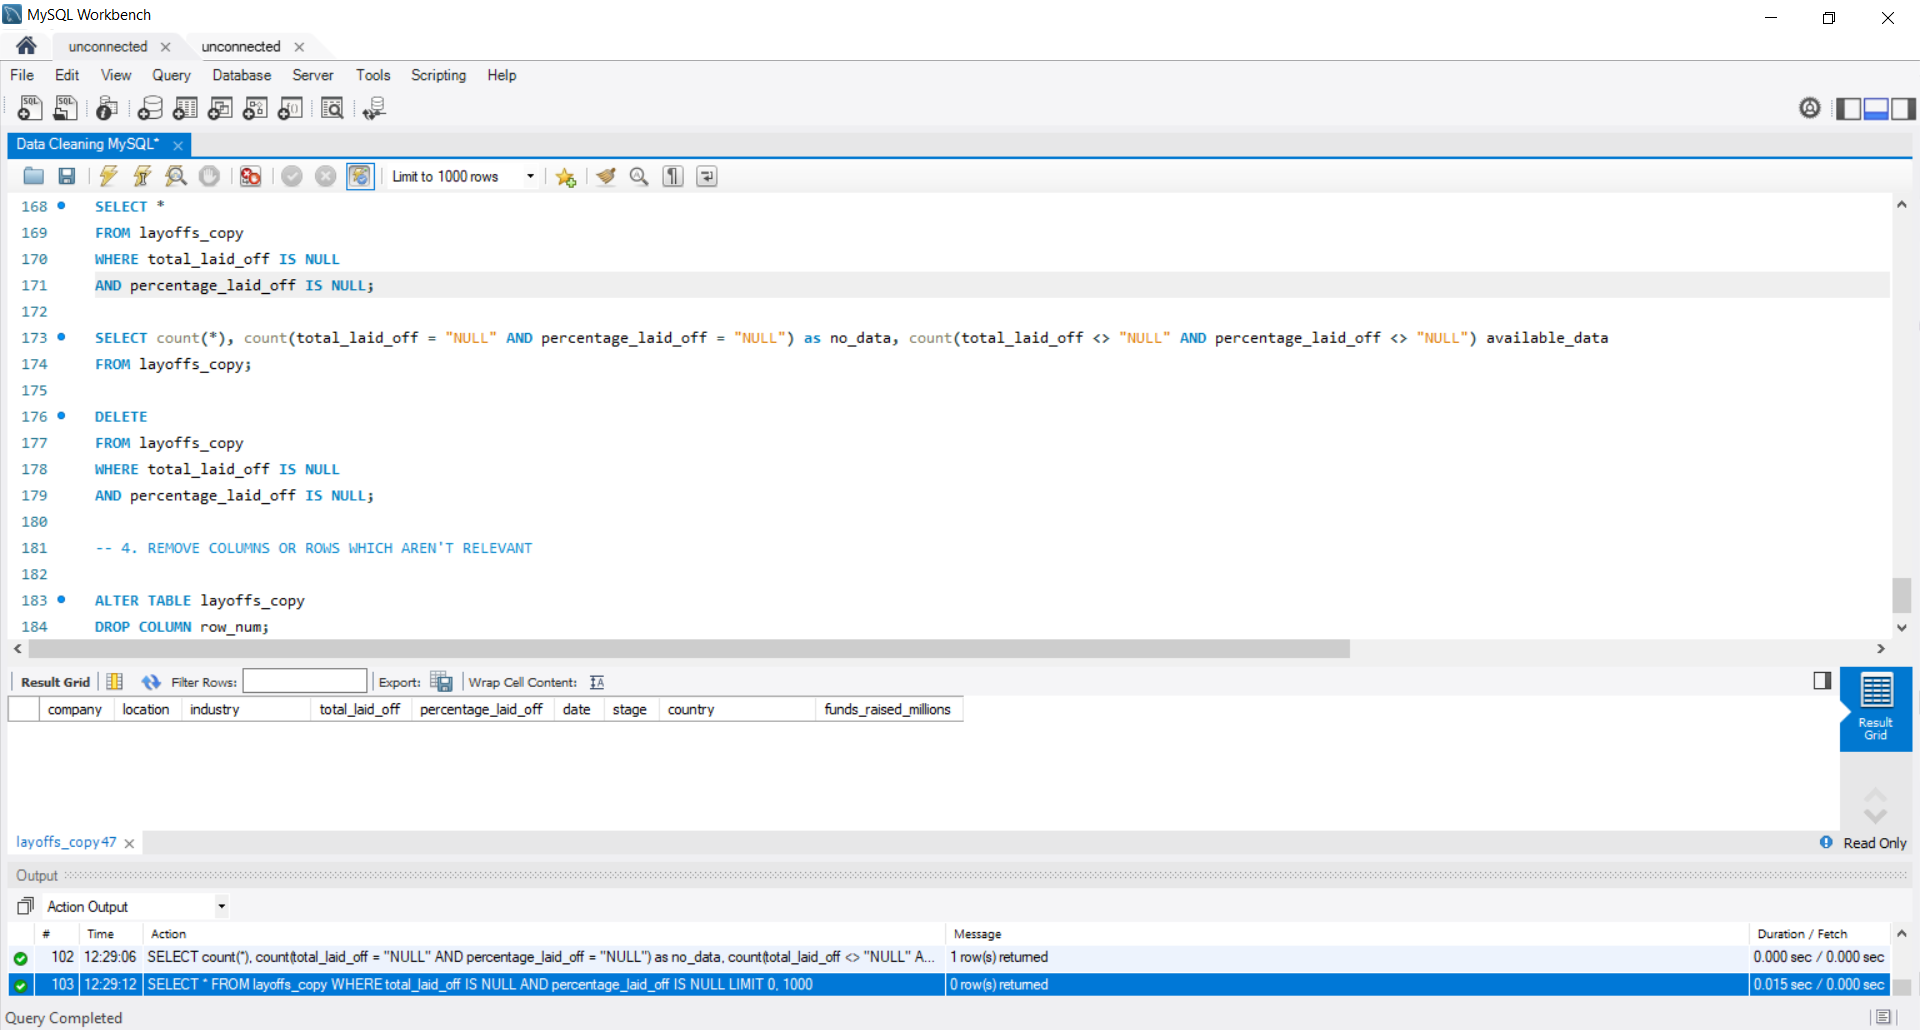 MySQL Workbench
unconnected unconnected
File Edit View Query Database Server Tools Scripting Help
Data Cleaning MySQL*
Limit to 1000 rows
168 SELECT *
169 FROM layoffs_copy
170 WHERE total_laid_off IS NULL
171 AND percentage_laid_off IS NULL;
172
173 SELECT count(*), count(total_laid_off = "NULL" AND percentage_laid_off = "NULL") as no_data, count(total_laid_off <> "NULL" AND percentage_laid_off <> "NULL") available_data
174 FROM layoffs_copy;
175
176 DELETE
177 FROM layoffs_copy
178 WHERE total_laid_off IS NULL
179 AND percentage_laid_off IS NULL;
180
181 -- 4. REMOVE COLUMNS OR ROWS WHICH AREN'T RELEVANT
182
183 ALTER TABLE layoffs_copy
184 DROP COLUMN row_num;
Result Grid Filter Rows: Export: Wrap Cell Content:
company location industry total_laid_off percentage_laid_off date stage country funds_raised_millions
Result
Grid
layoffs_copy47 Read Only
Output
Action Output
# Time Action Message Duration / Fetch
102 12:29:06 SELECT count(*), count(total_laid_off = "NULL" AND percentage_laid_off = "NULL") as no_data, count(total_laid_off <> "NULL" A... 1 row(s) returned 0.000 sec / 0.000 sec
103 12:29:12 SELECT * FROM layoffs_copy WHERE total_laid_off IS NULL AND percentage_laid_off IS NULL LIMIT 0, 1000 0 row(s) returned 0.015 sec / 0.000 sec
Query Completed